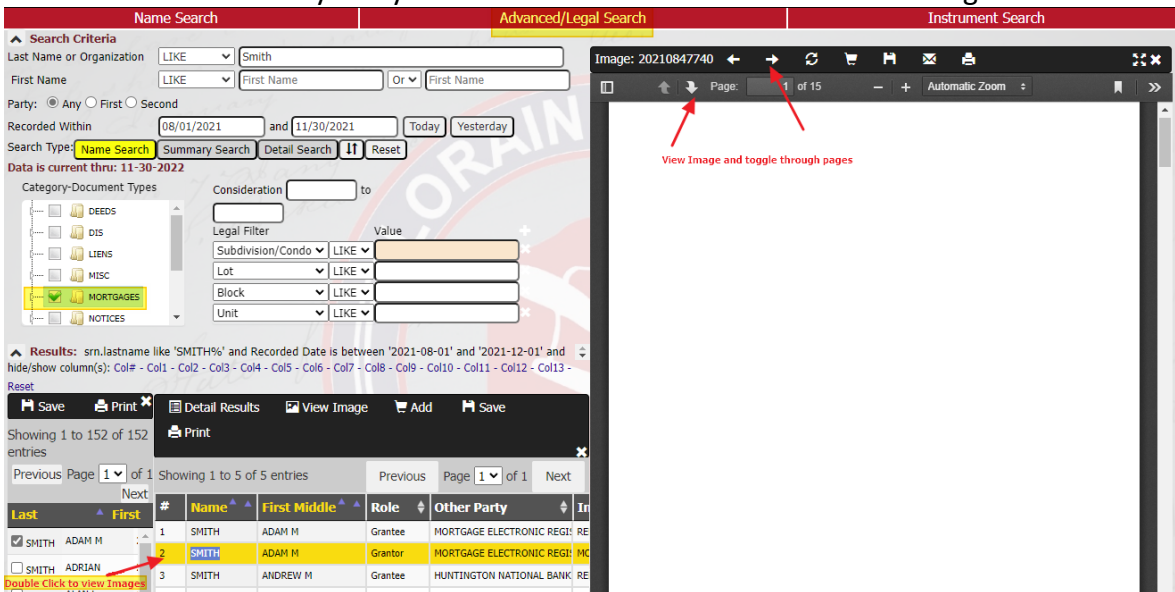 Name Search Advanced/Legal Search Instrument Search
Search Criteria
Last Name or Organization LIKE Smith
First Name LIKE First Name Or First Name
Party: Any First Second
Recorded Within 08/01/2021 and 11/30/2021 Today Yesterday
Search Type: Name Search Summary Search Detail Search Reset
Data is current thru: 11-30-2022
Category-Document Types Consideration to
DEEDS
DIS Legal Filter Value
LIENS Subdivision/Condo LIKE
MISC Lot LIKE
MORTGAGES Block LIKE
NOTICES Unit LIKE
Results: srn.lastname like 'SMITH%' and Recorded Date is between '2021-08-01' and '2021-12-01' and
hide/show column(s): Col# - Col1 - Col2 - Col3 - Col4 - Col5 - Col6 - Col7 - Col8 - Col9 - Col10 - Col11 - Col12 - Col13 -
Reset
Save Print
Showing 1 to 152 of 152
entries
Previous Page 1 of 1
Next
Last First
SMITH ADAM M
SMITH ADRIAN
Double Click to view Images
Detail Results View Image Add Save
Print
Showing 1 to 5 of 5 entries Previous Page 1 of 1 Next
# Name First Middle Role Other Party In
1 SMITH ADAM M Grantee MORTGAGE ELECTRONIC REGI RE
2 SMITH ADAM M Grantor MORTGAGE ELECTRONIC REGI MO
3 SMITH ANDREW M Grantee HUNTINGTON NATIONAL BANK RE
Image: 20210847740
Page: 1 of 15 Automatic Zoom
View Image and toggle through pages
ORAIN